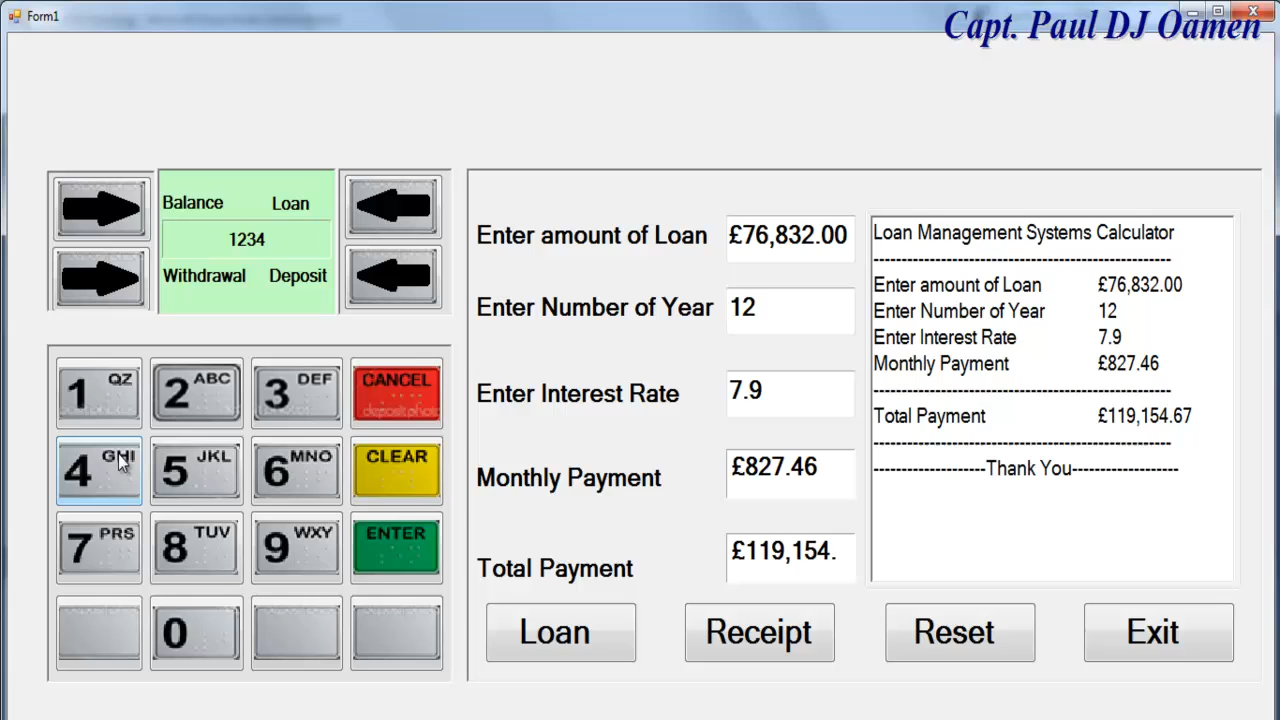 Form1
Capt. Paul DJ Oamen
Balance Loan
1234
Withdrawal Deposit
1 QZ 2 ABC 3 DEF CANCEL
4 GHI 5 JKL 6 MNO CLEAR
7 PRS 8 TUV 9 WXY ENTER
0
Enter amount of Loan £76,832.00
Enter Number of Year 12
Enter Interest Rate 7.9
Monthly Payment £827.46
Total Payment £119,154.
Loan Management Systems Calculator
--------------------------------------------------------
Enter amount of Loan £76,832.00
Enter Number of Year 12
Enter Interest Rate 7.9
Monthly Payment £827.46
--------------------------------------------------------
Total Payment £119,154.67
--------------------------------------------------------
---------------------Thank You--------------------
Loan Receipt Reset Exit